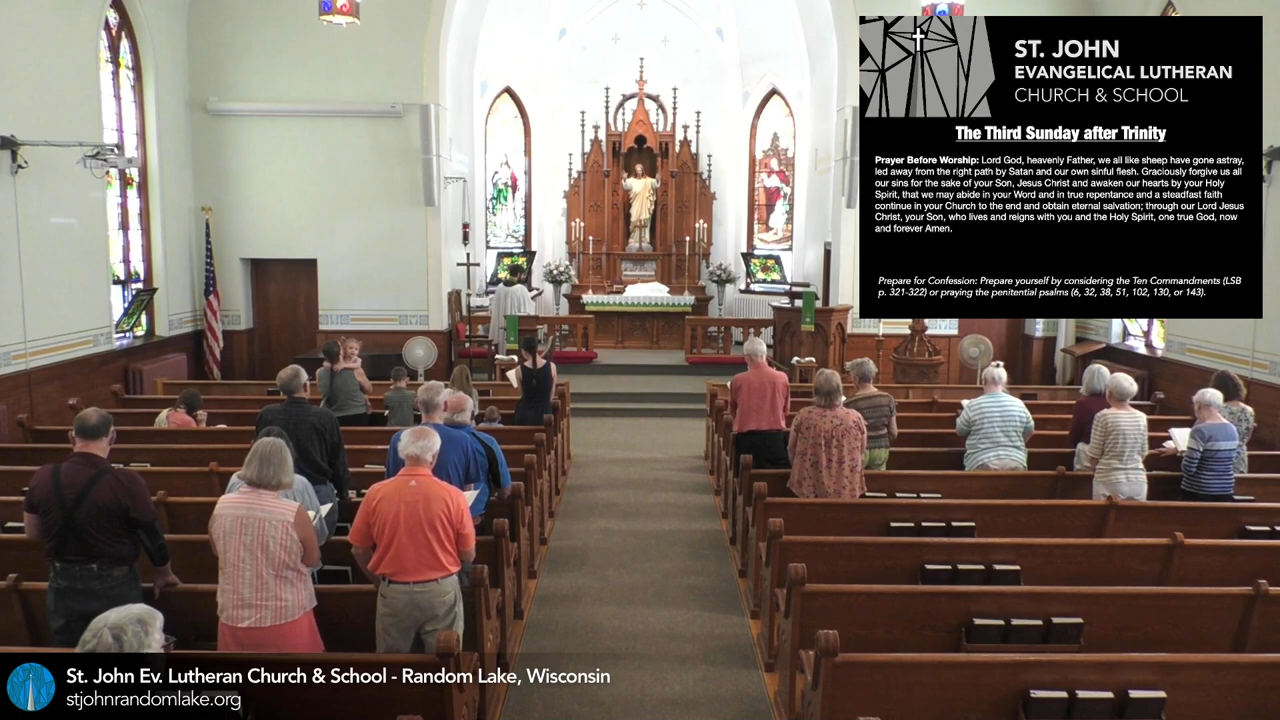 ST. JOHN
EVANGELICAL LUTHERAN
CHURCH & SCHOOL
The Third Sunday after Trinity
Prayer Before Worship: Lord God, heavenly Father, we all like sheep have gone astray,
led away from the right path by Satan and our own sinful flesh. Graciously forgive us all
our sins for the sake of your Son, Jesus Christ and awaken our hearts by your Holy
Spirit, that we may abide in your Word and in true repentance and a steadfast faith
continue in your Church to the end and obtain eternal salvation; through our Lord Jesus
Christ, your Son, who lives and reigns with you and the Holy Spirit, one true God, now
and forever Amen.
Prepare for Confession: Prepare yourself by considering the Ten Commandments (LSB
p. 321-322) or praying the penitential psalms (6, 32, 38, 51, 102, 130, or 143).
St. John Ev. Lutheran Church & School - Random Lake, Wisconsin
stjohnrandomlake.org